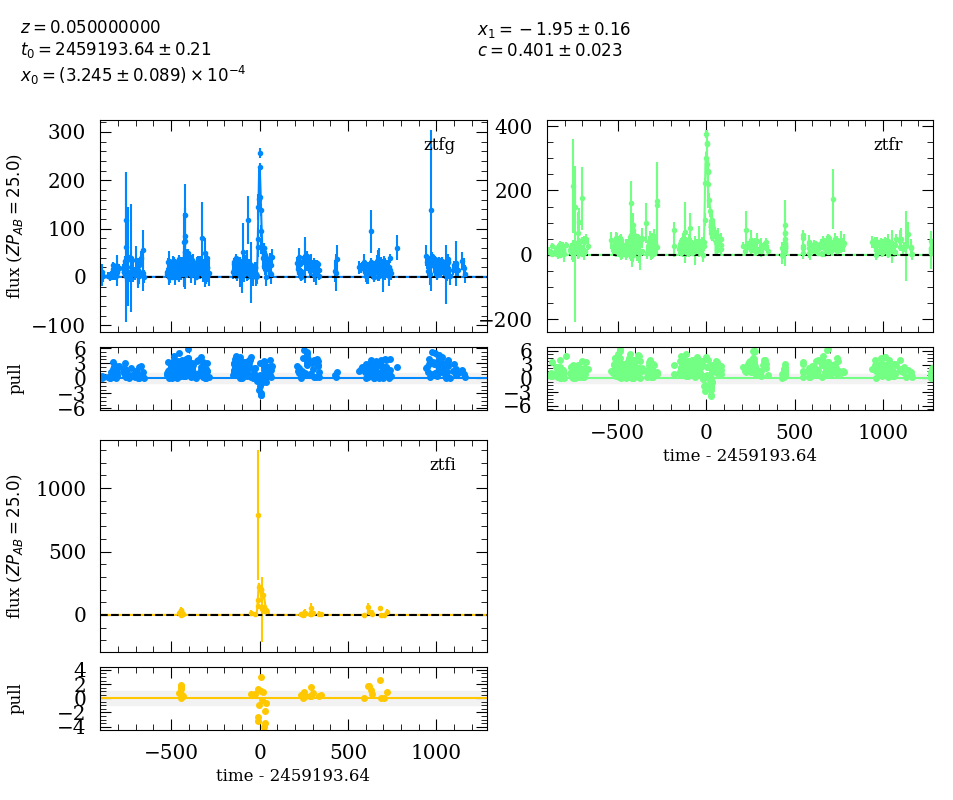 z = 0.050000000
t₀ = 2459193.64 ± 0.21
x₀ = (3.245 ± 0.089) × 10⁻⁴
x₁ = −1.95 ± 0.16
c = 0.401 ± 0.023
ztfg
flux (ZP_AB = 25.0)
300
200
100
0
−100
pull
6
3
0
−3
−6
ztfr
400
200
0
−200
6
3
0
−3
−6
−500 0 500 1000
time - 2459193.64
ztfi
flux (ZP_AB = 25.0)
1000
500
0
pull
4
2
0
−2
−4
−500 0 500 1000
time - 2459193.64